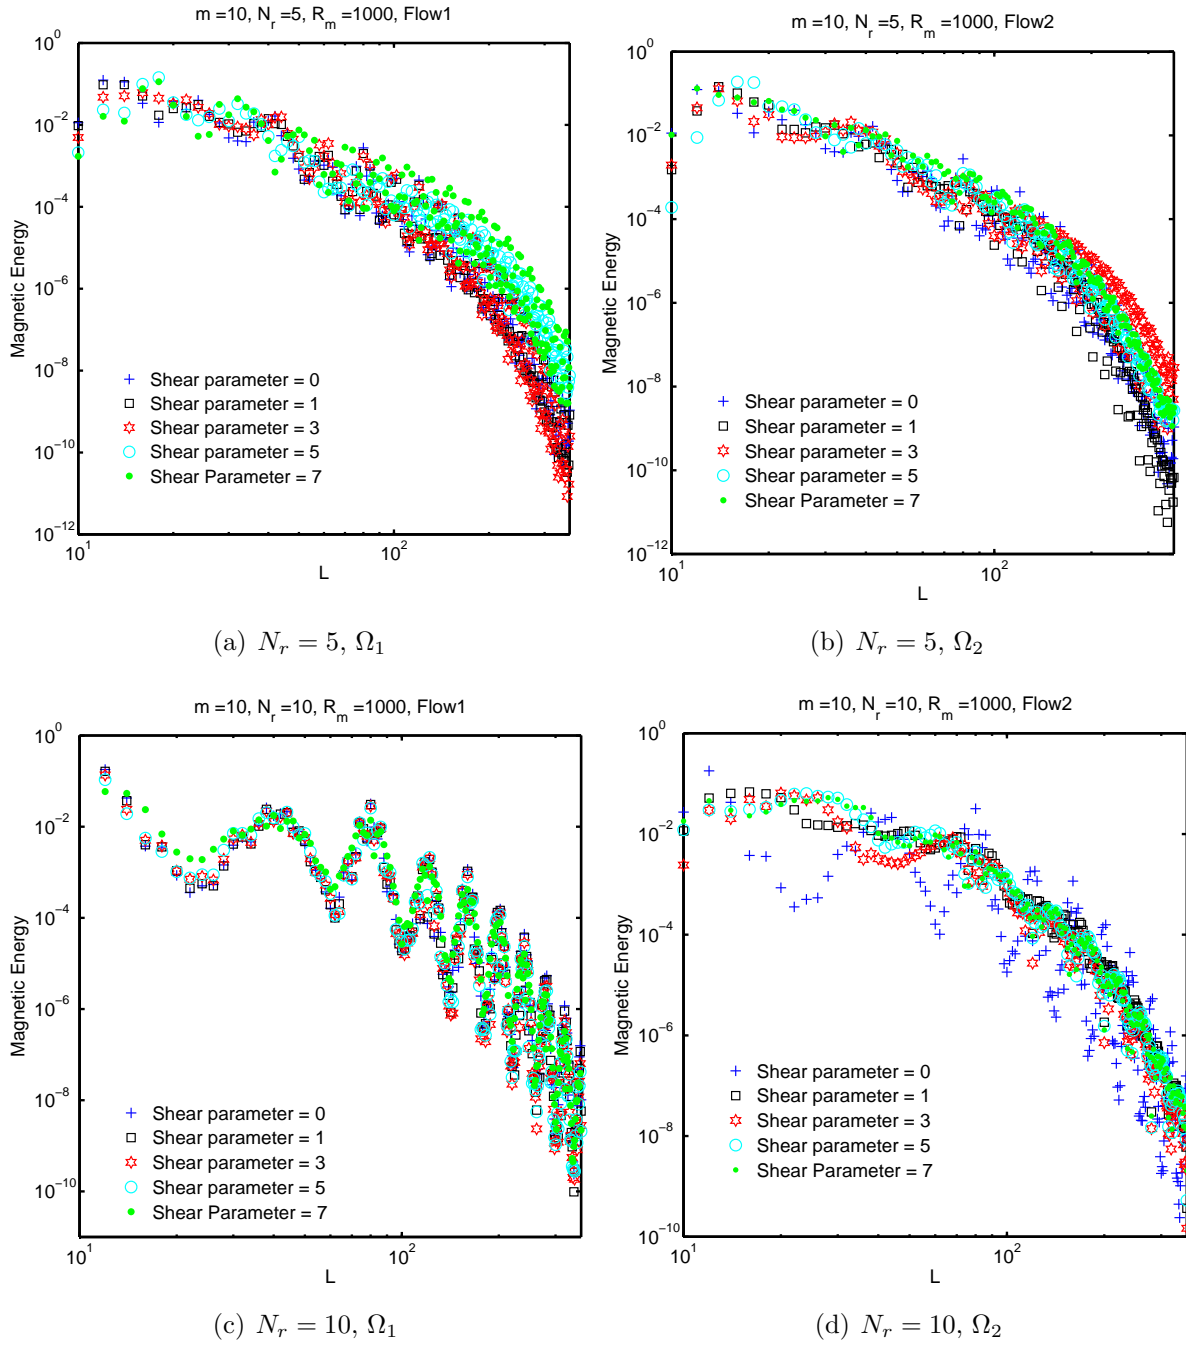 m =10, N_r =5, R_m =1000, Flow1
10^0
10^−2
10^−4
10^−6
10^−8
10^−10
10^−12
Magnetic Energy
Shear parameter = 0
Shear parameter = 1
Shear parameter = 3
Shear parameter = 5
Shear Parameter = 7
10^1
10^2
L
(a) N_r = 5, Ω_1
m =10, N_r =5, R_m =1000, Flow2
10^0
10^−2
10^−4
10^−6
10^−8
10^−10
10^−12
Magnetic Energy
Shear parameter = 0
Shear parameter = 1
Shear parameter = 3
Shear parameter = 5
Shear Parameter = 7
10^1
10^2
L
(b) N_r = 5, Ω_2
m =10, N_r =10, R_m =1000, Flow1
10^0
10^−2
10^−4
10^−6
10^−8
10^−10
Magnetic Energy
Shear parameter = 0
Shear parameter = 1
Shear parameter = 3
Shear parameter = 5
Shear Parameter = 7
10^1
10^2
L
(c) N_r = 10, Ω_1
m =10, N_r =10, R_m =1000, Flow2
10^0
10^−2
10^−4
10^−6
10^−8
10^−10
Magnetic Energy
Shear parameter = 0
Shear parameter = 1
Shear parameter = 3
Shear parameter = 5
Shear Parameter = 7
10^1
10^2
L
(d) N_r = 10, Ω_2